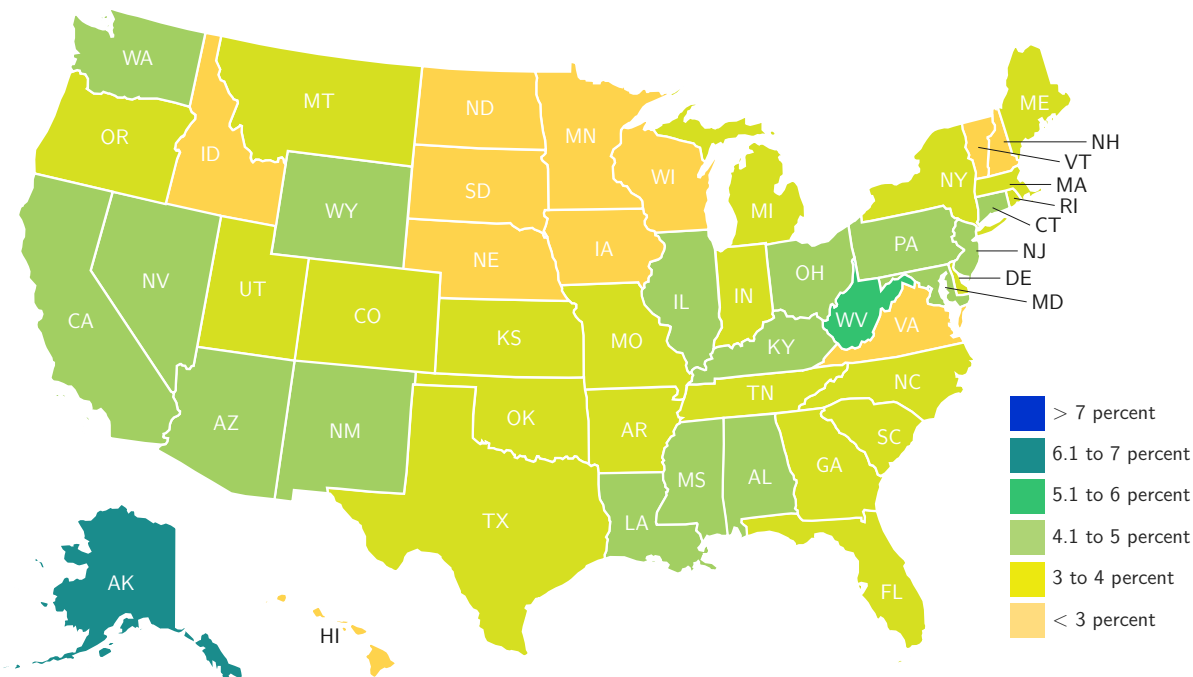 WA
MT
ND
ME
MN
OR
NH
ID
VT
WI
NY
MA
SD
RI
WY
MI
CT
PA
IA
NJ
NE
OH
NV
DE
UT
IN
IL
MD
CO
CA
WV
VA
KS
MO
KY
NC
TN
> 7 percent
OK
AZ
NM
AR
SC
6.1 to 7 percent
GA
AL
MS
5.1 to 6 percent
TX
LA
4.1 to 5 percent
AK
3 to 4 percent
FL
< 3 percent
HI